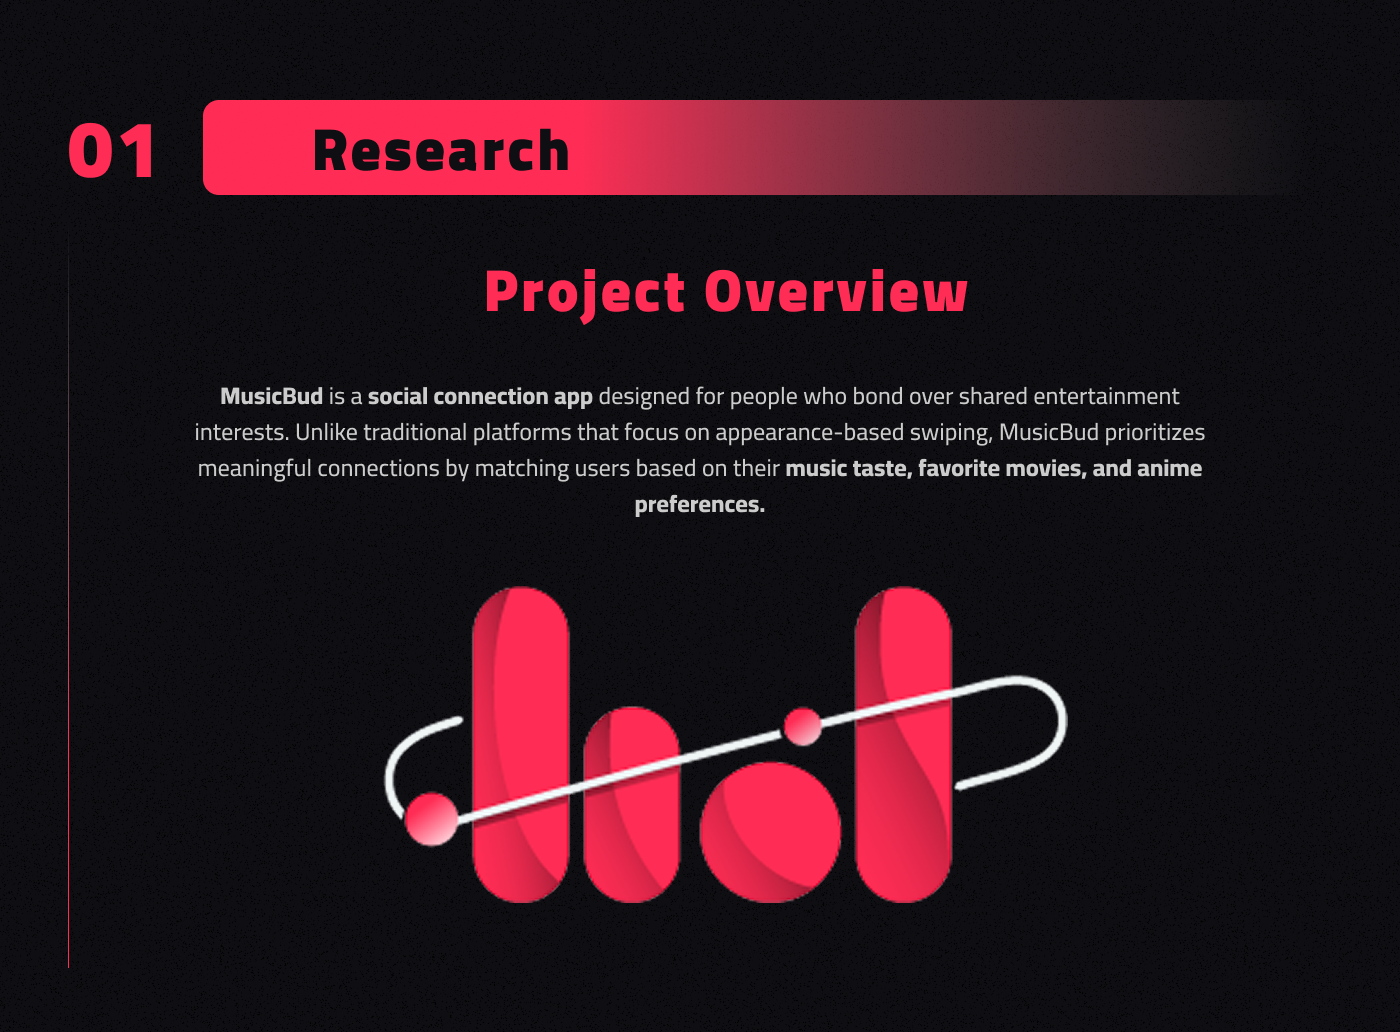 01
Research
Project Overview
MusicBud is a social connection app designed for people who bond over shared entertainment
interests. Unlike traditional platforms that focus on appearance-based swiping, MusicBud prioritizes
meaningful connections by matching users based on their music taste, favorite movies, and anime
preferences.